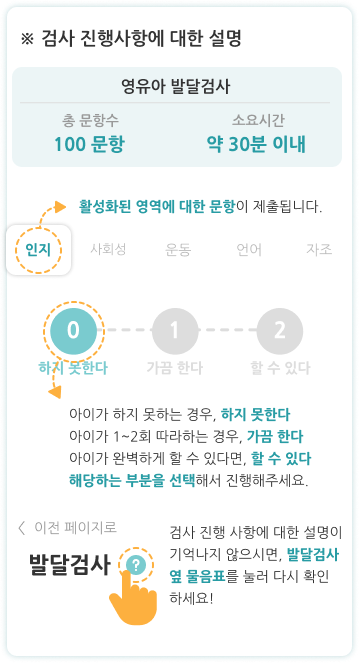 ※ 검사 진행사항에 대한 설명
영유아 발달검사
총 문항수 소요시간
100 문항 약 30분 이내
활성화된 영역에 대한 문항이 제출됩니다.
인지 사회성 운동 언어 자조
0 1 2
하지 못한다 가끔 한다 할 수 있다
아이가 하지 못하는 경우, 하지 못한다
아이가 1~2회 따라하는 경우, 가끔 한다
아이가 완벽하게 할 수 있다면, 할 수 있다
해당하는 부분을 선택해서 진행해주세요.
< 이전 페이지로
발달검사 ?
검사 진행 사항에 대한 설명이
기억나지 않으시면, 발달검사
옆 물음표를 눌러 다시 확인
하세요!